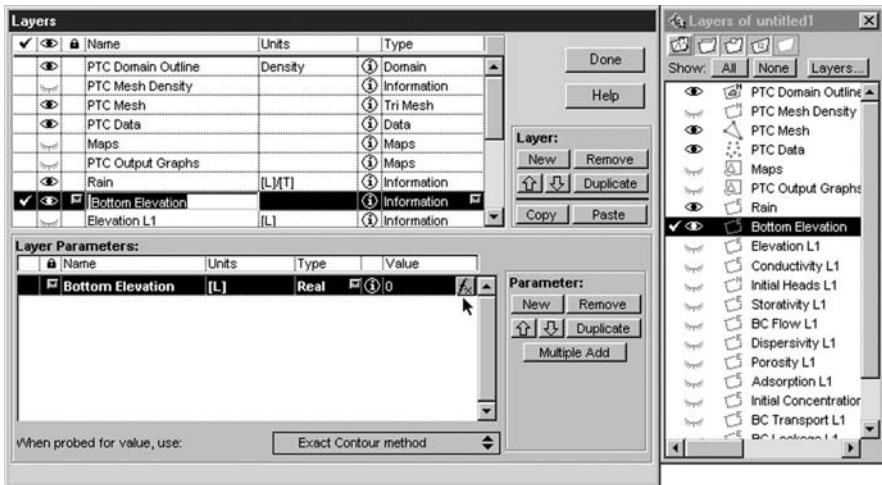 Layers
Name Units Type
PTC Domain Outline Density Domain
PTC Mesh Density Information
PTC Mesh Tri Mesh
PTC Data Data
Maps Maps
PTC Output Graphs Maps
Rain [L]/[T] Information
Bottom Elevation Information
Elevation L1 [L] Information
Done
Help
Layer:
New Remove
Duplicate
Copy Paste
Layer Parameters:
Name Units Type Value
Bottom Elevation [L] Real 0
Parameter:
New Remove
Duplicate
Multiple Add
When probed for value, use: Exact Contour method
Layers of untitled1
Show: All None Layers...
PTC Domain Outline
PTC Mesh Density
PTC Mesh
PTC Data
Maps
PTC Output Graphs
Rain
Bottom Elevation
Elevation L1
Conductivity L1
Initial Heads L1
Storativity L1
BC Flow L1
Dispersivity L1
Porosity L1
Adsorption L1
Initial Concentration
BC Transport L1
BC Leakage L1